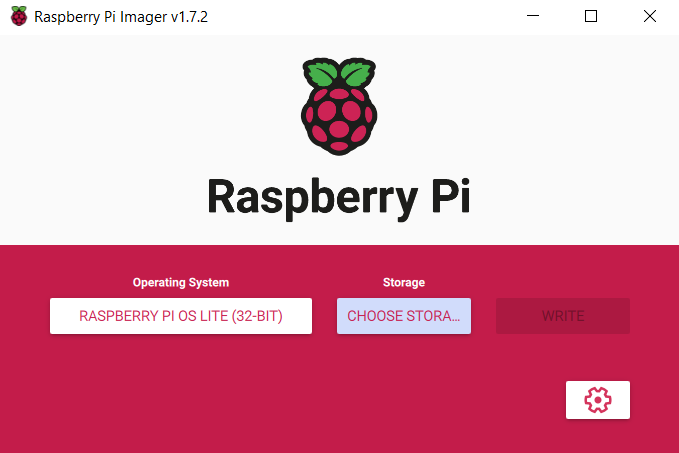 Raspberry Pi Imager v1.7.2
Raspberry Pi
Operating System
Storage
RASPBERRY PI OS LITE (32-BIT)
CHOOSE STORA...
WRITE